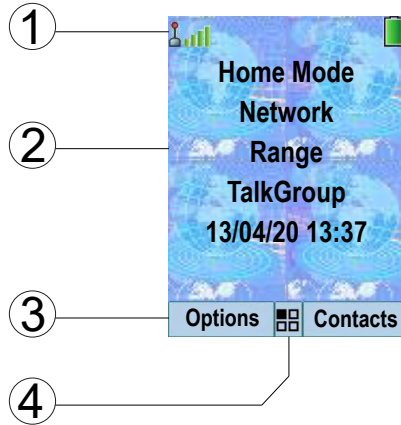 1
Home Mode
Network
2
Range
TalkGroup
13/04/20 13:37
3
Options
Contacts
4